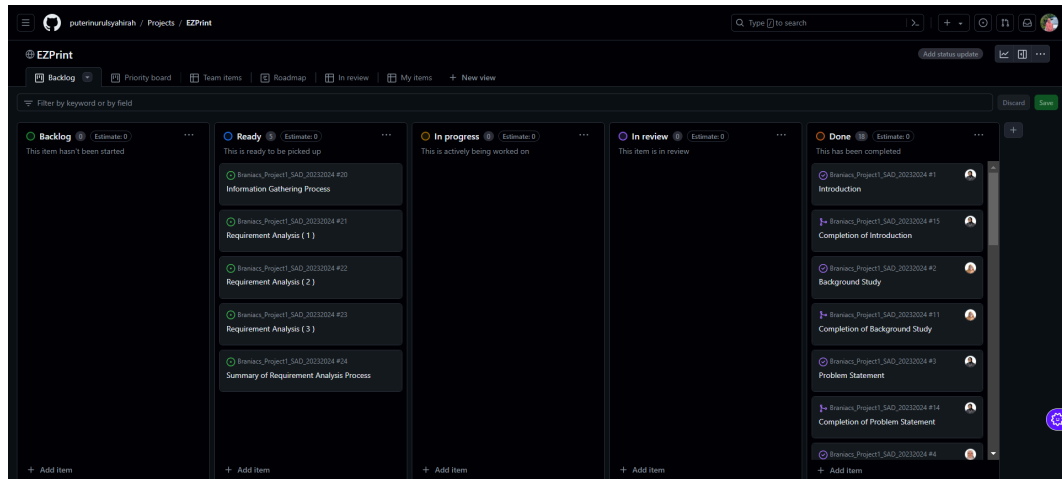 puterinurulsyahirah / Projects / EZPrint
Type / to search
EZPrint
Add status update
Backlog
Priority board
Team items
Roadmap
In review
My items
+ New view
Filter by keyword or by field
Discard
Save
Backlog 0 Estimate: 0
This item hasn't been started
+ Add item
Ready 5 Estimate: 0
This is ready to be picked up
Braniacs_Project1_SAD_20232024 #20
Information Gathering Process
Braniacs_Project1_SAD_20232024 #21
Requirement Analysis ( 1 )
Braniacs_Project1_SAD_20232024 #22
Requirement Analysis ( 2 )
Braniacs_Project1_SAD_20232024 #23
Requirement Analysis ( 3 )
Braniacs_Project1_SAD_20232024 #24
Summary of Requirement Analysis Process
+ Add item
In progress 0 Estimate: 0
This is actively being worked on
+ Add item
In review 0 Estimate: 0
This item is in review
+ Add item
Done 18 Estimate: 0
This has been completed
Braniacs_Project1_SAD_20232024 #1
Introduction
Braniacs_Project1_SAD_20232024 #15
Completion of Introduction
Braniacs_Project1_SAD_20232024 #2
Background Study
Braniacs_Project1_SAD_20232024 #11
Completion of Background Study
Braniacs_Project1_SAD_20232024 #3
Problem Statement
Braniacs_Project1_SAD_20232024 #14
Completion of Problem Statement
Braniacs_Project1_SAD_20232024 #4
+ Add item